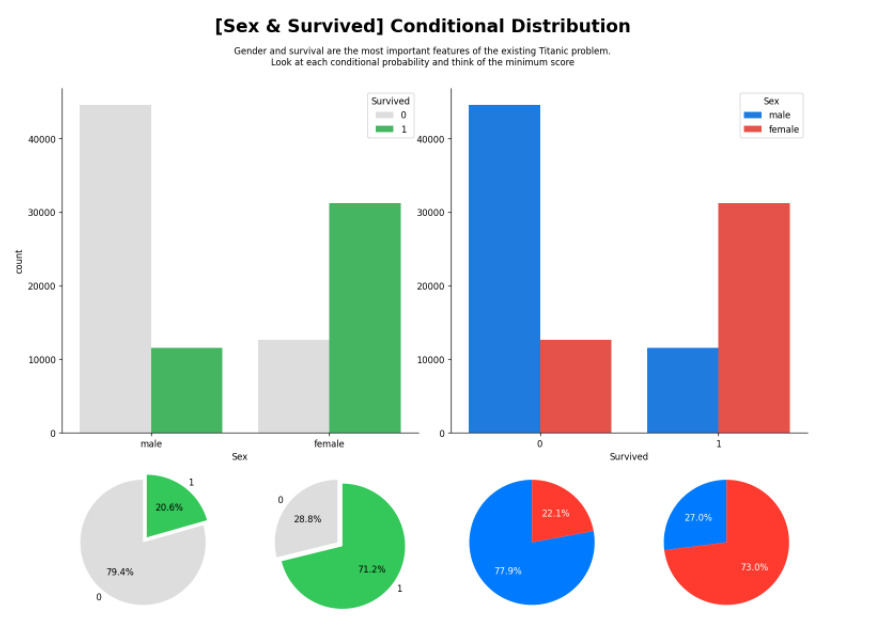 [Sex & Survived] Conditional Distribution
Gender and survival are the most important features of the existing Titanic problem.
Look at each conditional probability and think of the minimum score
Survived
0
1
40000
30000
20000
10000
0
count
male
female
Sex
Sex
male
female
40000
30000
20000
10000
0
0
1
Survived
1
20.6%
79.4%
0
0
28.8%
71.2%
1
22.1%
77.9%
27.0%
73.0%